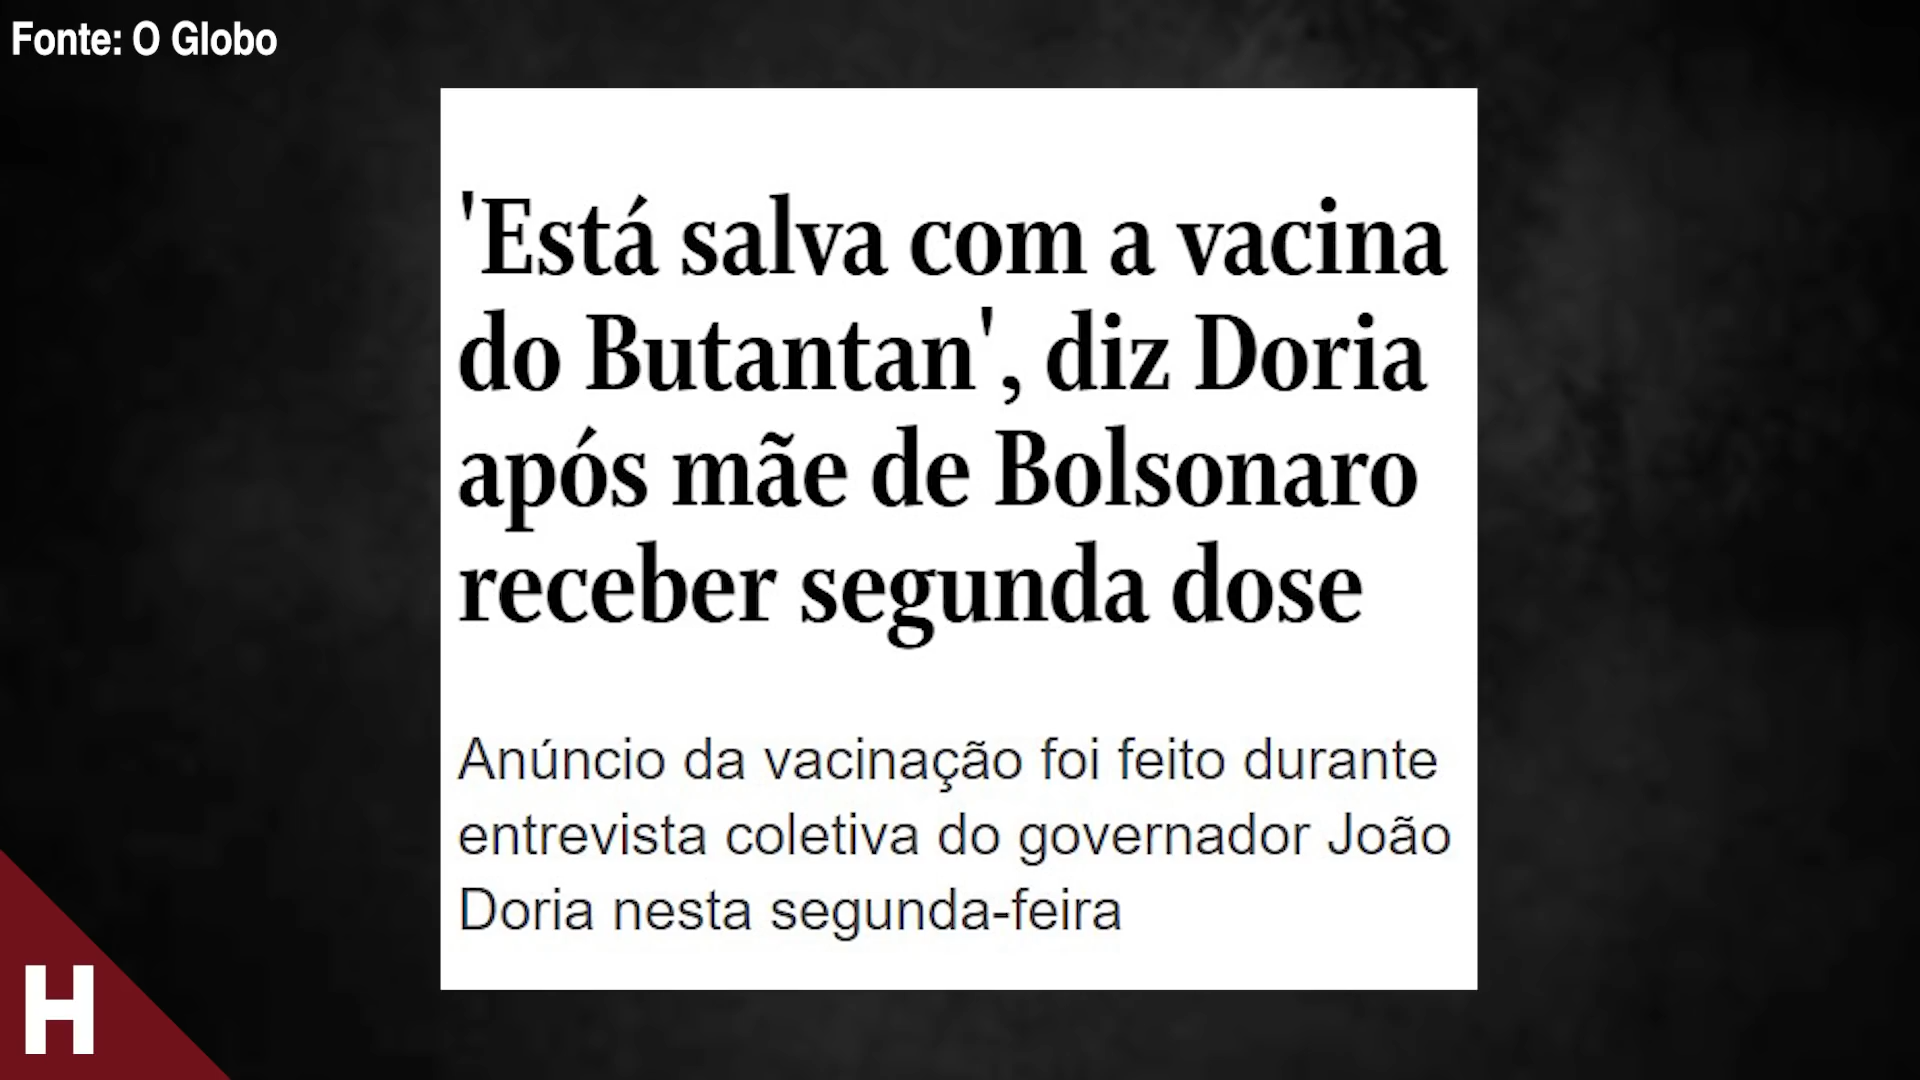 Fonte: O Globo
'Está salva com a vacina
do Butantan', diz Doria
após mãe de Bolsonaro
receber segunda dose
Anúncio da vacinação foi feito durante
entrevista coletiva do governador João
Doria nesta segunda-feira
H